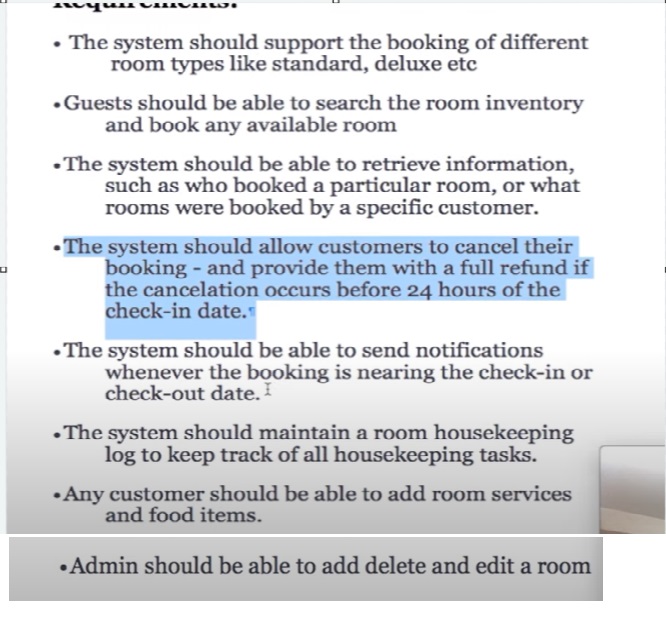 Requirements:
• The system should support the booking of different
room types like standard, deluxe etc
• Guests should be able to search the room inventory
and book any available room
• The system should be able to retrieve information,
such as who booked a particular room, or what
rooms were booked by a specific customer.
• The system should allow customers to cancel their
booking - and provide them with a full refund if
the cancelation occurs before 24 hours of the
check-in date.
• The system should be able to send notifications
whenever the booking is nearing the check-in or
check-out date.
• The system should maintain a room housekeeping
log to keep track of all housekeeping tasks.
• Any customer should be able to add room services
and food items.
• Admin should be able to add delete and edit a room